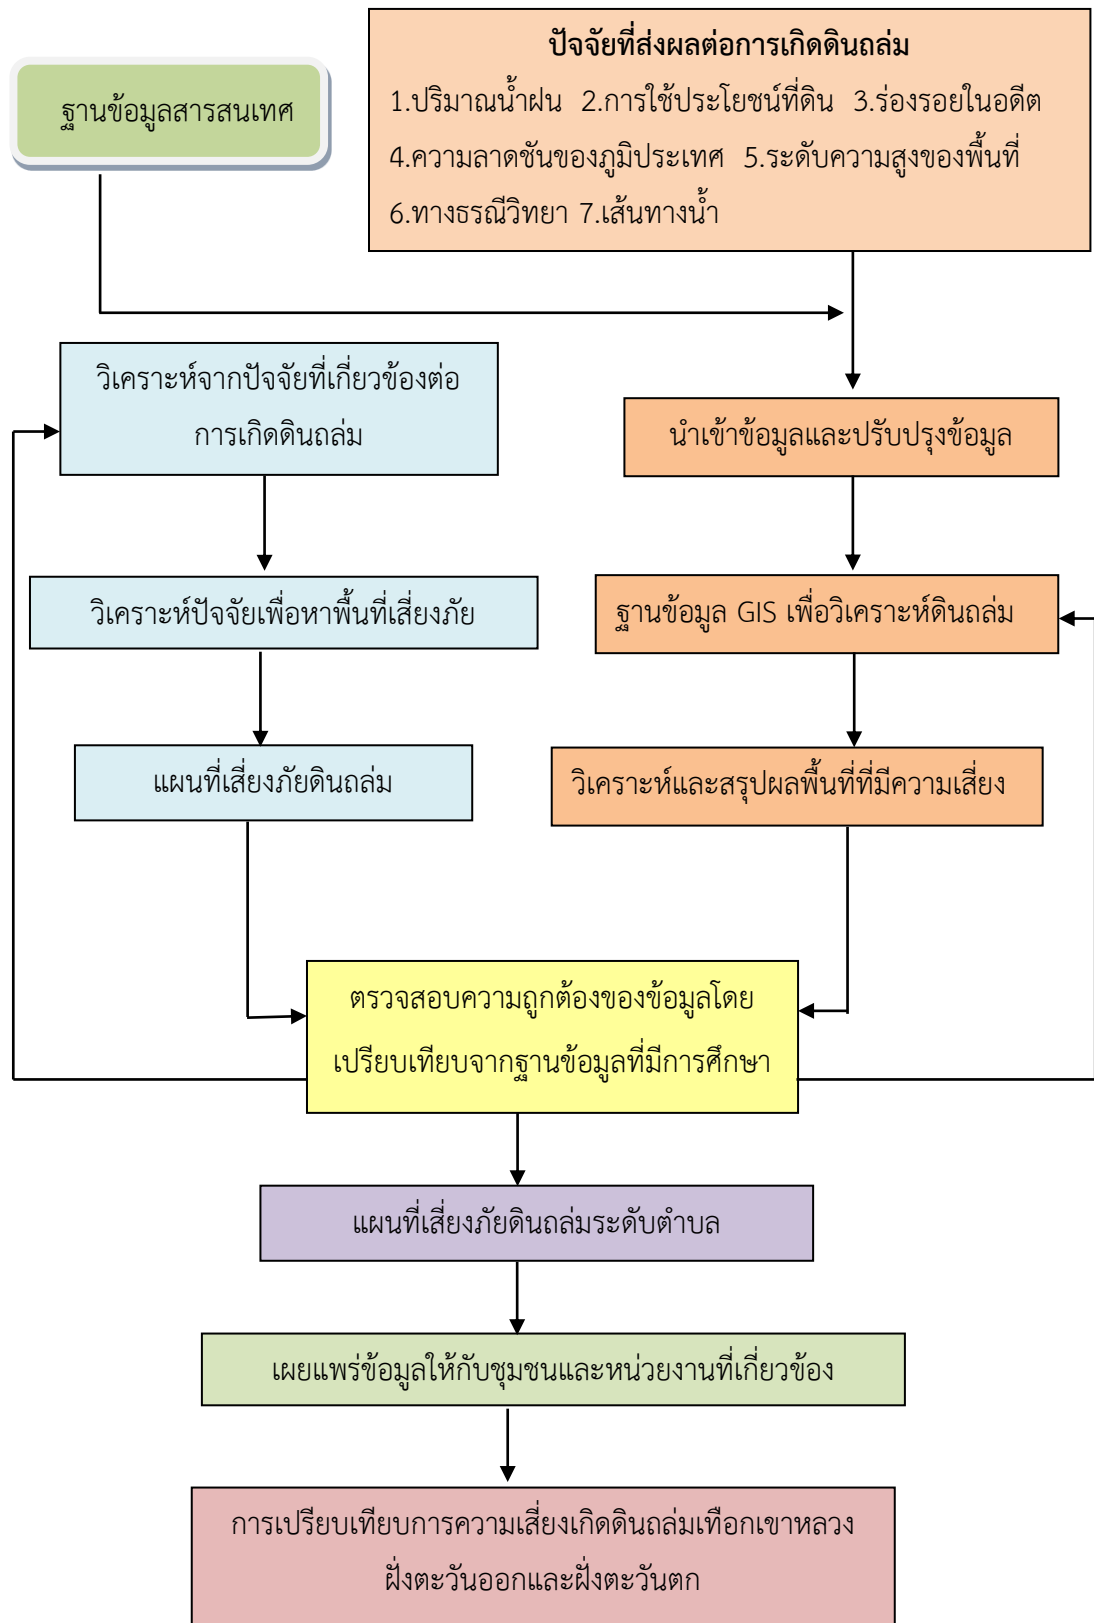 ฐานข้อมูลสารสนเทศ
ปัจจัยที่ส่งผลต่อการเกิดดินถล่ม
1.ปริมาณน้ำฝน 2.การใช้ประโยชน์ที่ดิน 3.ร่องรอยในอดีต
4.ความลาดชันของภูมิประเทศ 5.ระดับความสูงของพื้นที่
6.ทางธรณีวิทยา 7.เส้นทางน้ำ
วิเคราะห์จากปัจจัยที่เกี่ยวข้องต่อ
การเกิดดินถล่ม
นำเข้าข้อมูลและปรับปรุงข้อมูล
วิเคราะห์ปัจจัยเพื่อหาพื้นที่เสี่ยงภัย
ฐานข้อมูล GIS เพื่อวิเคราะห์ดินถล่ม
แผนที่เสี่ยงภัยดินถล่ม
วิเคราะห์และสรุปผลพื้นที่ที่มีความเสี่ยง
ตรวจสอบความถูกต้องของข้อมูลโดย
เปรียบเทียบจากฐานข้อมูลที่มีการศึกษา
แผนที่เสี่ยงภัยดินถล่มระดับตำบล
เผยแพร่ข้อมูลให้กับชุมชนและหน่วยงานที่เกี่ยวข้อง
การเปรียบเทียบการความเสี่ยงเกิดดินถล่มเทือกเขาหลวง
ฝั่งตะวันออกและฝั่งตะวันตก